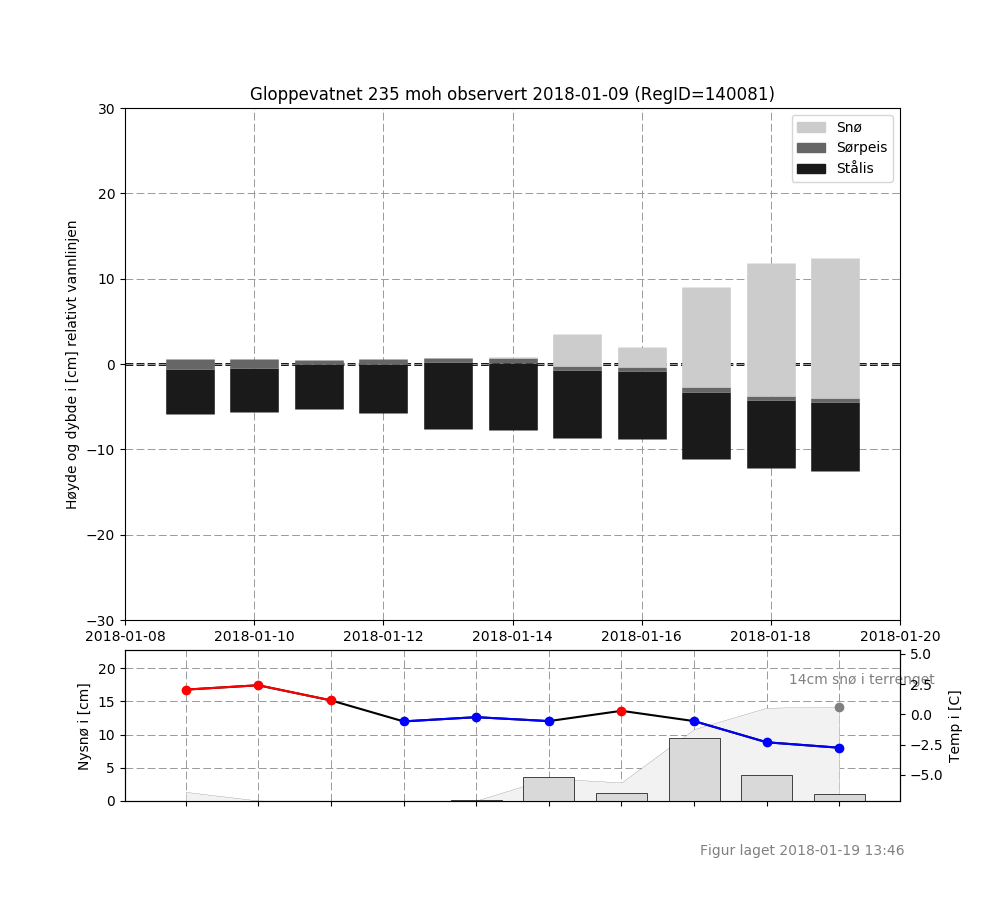 Gloppevatnet 235 moh observert 2018-01-09 (RegID=140081)
Høyde og dybde i [cm] relativt vannlinjen
30
20
10
0
−10
−20
−30
Snø
Sørpeis
Stålis
2018-01-08 2018-01-10 2018-01-12 2018-01-14 2018-01-16 2018-01-18 2018-01-20
Nysnø i [cm]
20
15
10
5
0
14cm snø i terrenget
5.0
2.5
0.0
−2.5
−5.0
Temp i [C]
Figur laget 2018-01-19 13:46